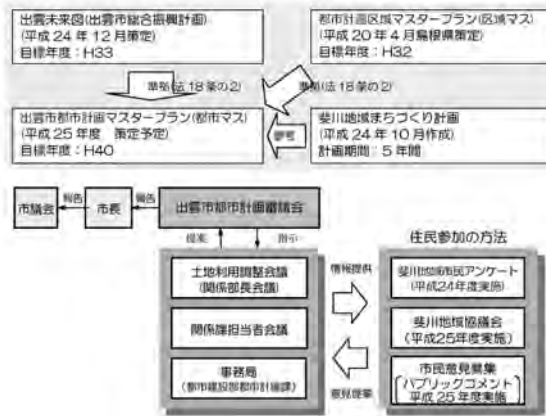 出雲未来図(出雲市総合振興計画)
(平成24年12月策定)
目標年度：H33
都市計画区域マスタープラン(区域マス)
(平成20年4月島根県策定)
目標年度：H32
準拠(法18条の2)
準拠(法18条の2)
出雲市都市計画マスタープラン(都市マス)
(平成25年度 策定予定)
目標年度：H40
参考
斐川地域まちづくり計画
(平成24年10月作成)
計画期間：5年間
市議会
報告
市長
報告
出雲市都市計画審議会
提案
指示
住民参加の方法
土地利用調整会議
(関係部長会議)
関係課担当者会議
事務局
(都市建設部都市計画課)
情報提供
意見提案
斐川地域市民アンケート
(平成24年度実施)
斐川地域協議会
(平成25年度実施)
市民意見募集
パブリックコメント
平成25年度実施